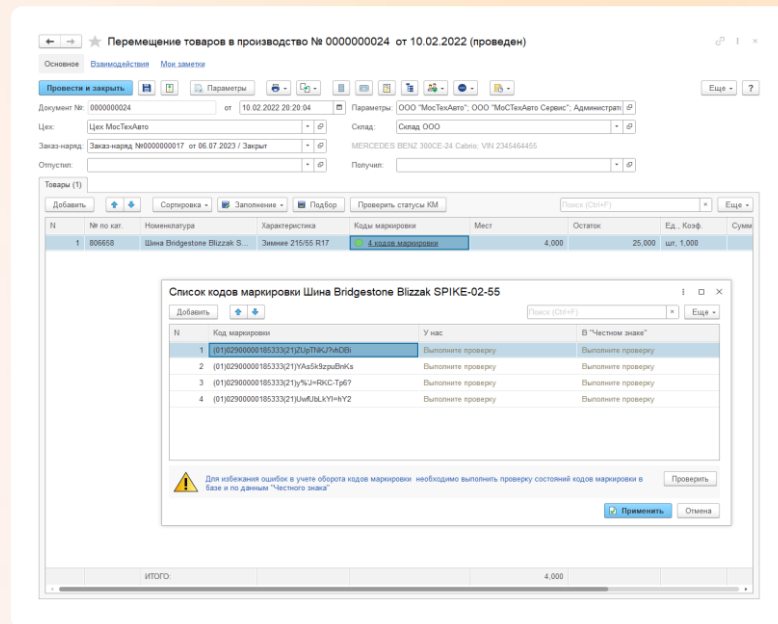 Перемещение товаров в производство № 0000000024 от 10.02.2022 (проведен)
Основное Взаимодействия Мои заметки
Провести и закрыть Параметры Еще ?
Документ №: 0000000024 от 10.02.2022 20:20:04 Параметры: ООО "МосТехАвто"; ООО "МоСТехАвто Сервис"; Администрат
Цех: Цех МосТехАвто Склад: Склад ООО
Заказ-наряд: Заказ-наряд №0000000017 от 06.07.2023 / Закрыт MERCEDES BENZ 300CE-24 Cabrio; VIN 2345464455
Отпустил: Получил:
Товары (1)
Добавить Сортировка Заполнение Подбор Проверить статусы КМ Поиск (Ctrl+F) × Еще
N № по кат. Номенклатура Характеристика Коды маркировки Мест Остаток Ед., Коэф. Сумм
1 806658 Шина Bridgestone Blizzak S... Зимние 215/55 R17 4 кодов маркировки 4,000 25,000 шт, 1,000
Список кодов маркировки Шина Bridgestone Blizzak SPIKE-02-55
Добавить Поиск (Ctrl+F) × Еще
N Код маркировки У нас В "Честном знаке"
1 (01)02900000185333(21)ZUpTNKJ?hhDBi Выполните проверку Выполните проверку
2 (01)02900000185333(21)YAs5k9zpuBnKs Выполните проверку Выполните проверку
3 (01)02900000185333(21)y%'J=RKC-Tp6? Выполните проверку Выполните проверку
4 (01)02900000185333(21)UwfUbLkYI=hY2 Выполните проверку Выполните проверку
Для избежания ошибок в учете оборота кодов маркировки необходимо выполнить проверку состояний кодов маркировки в
базе и по данным "Честного знака"
Проверить
Применить Отмена
ИТОГО: 4,000